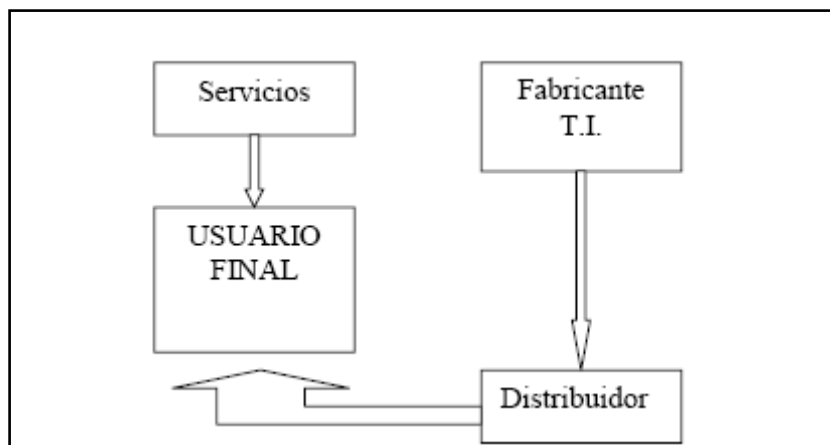 Servicios
Fabricante
T.I.
USUARIO
FINAL
Distribuidor